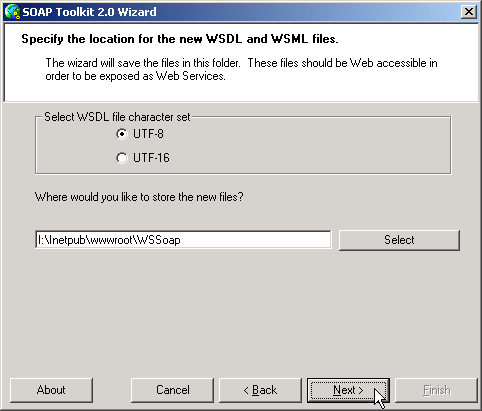 SOAP Toolkit 2.0 Wizard
Specify the location for the new WSDL and WSML files.
The wizard will save the files in this folder.  These files should be Web accessible in
order to be exposed as Web Services.
Select WSDL file character set
UTF-8
UTF-16
Where would you like to store the new files?
I:\Inetpub\wwwroot\WSSoap
Select
About
Cancel
< Back
Next >
Finish